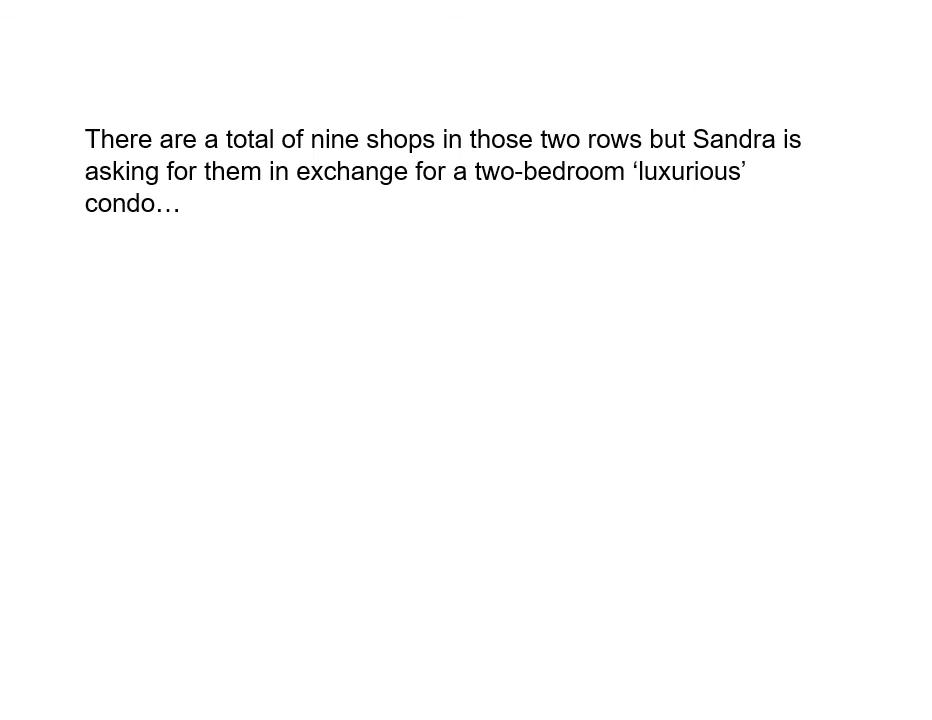 There are a total of nine shops in those two rows but Sandra is
asking for them in exchange for a two-bedroom ‘luxurious’
condo…